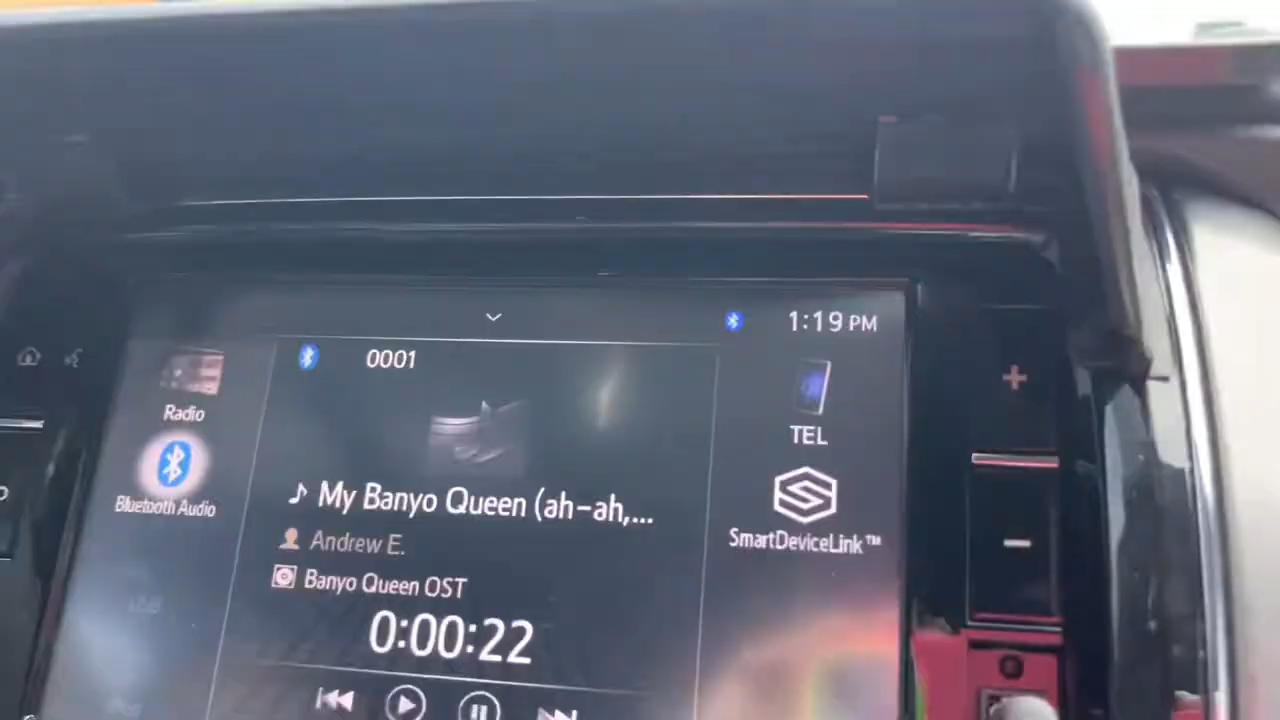 1:19 PM
0001
Radio
TEL
Bluetooth Audio
My Banyo Queen (ah-ah,...
SmartDeviceLink™
Andrew E.
Banyo Queen OST
USB
0:00:22